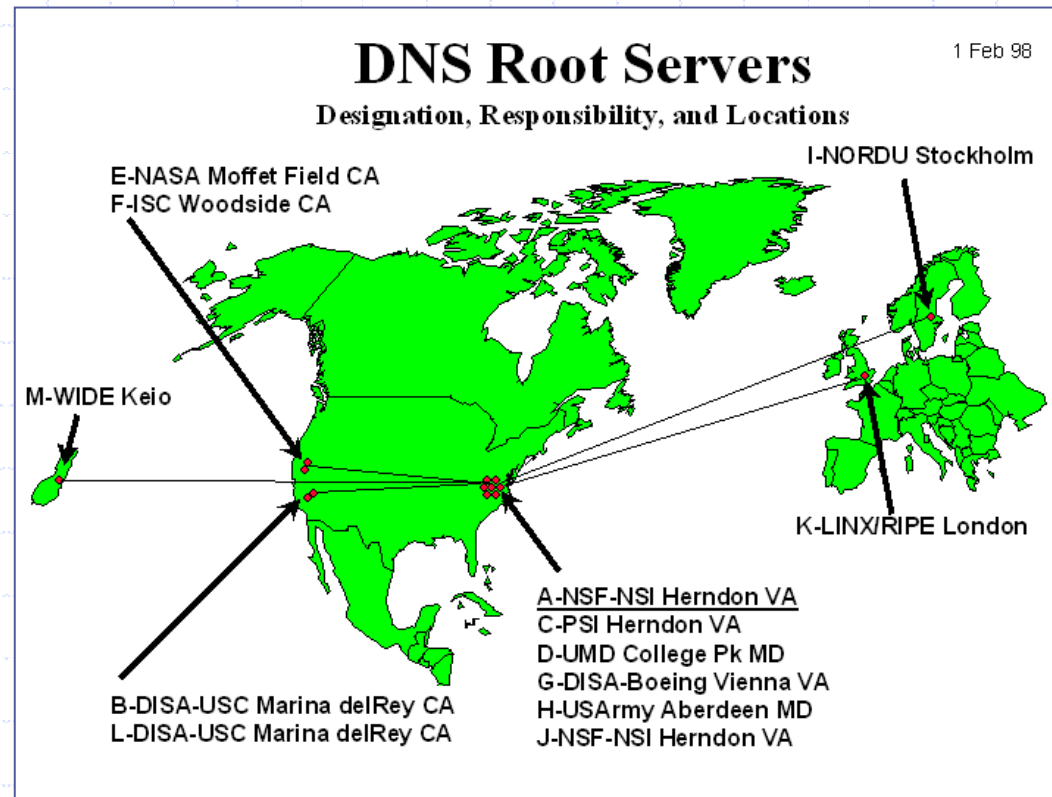 DNS Root Servers
1 Feb 98
Designation, Responsibility, and Locations
I-NORDU Stockholm
E-NASA Moffet Field CA
F-ISC Woodside CA
M-WIDE Keio
K-LINX/RIPE London
A-NSF-NSI Herndon VA
C-PSI Herndon VA
D-UMD College Pk MD
G-DISA-Boeing Vienna VA
H-USArmy Aberdeen MD
J-NSF-NSI Herndon VA
B-DISA-USC Marina delRey CA
L-DISA-USC Marina delRey CA